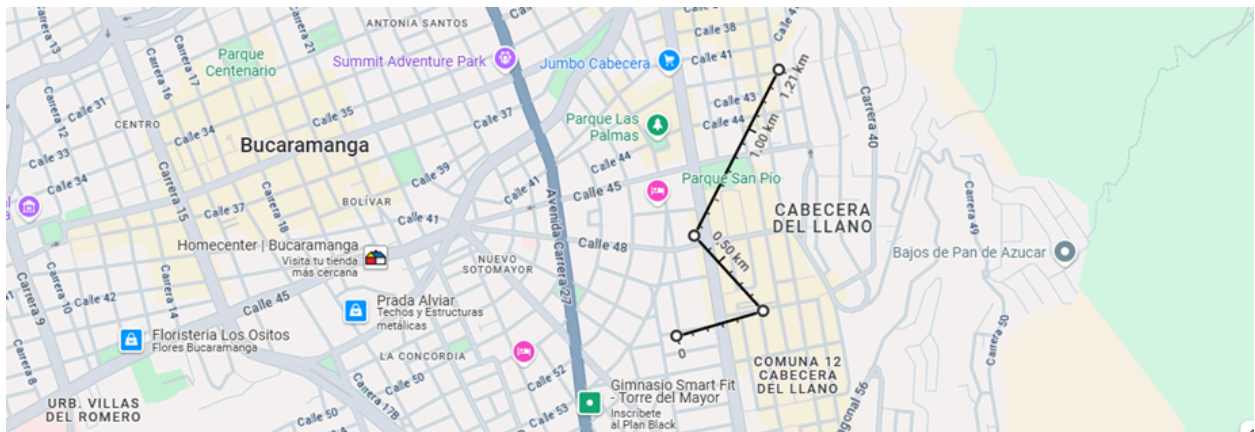 ANTONIA SANTOS
Calle 38
Calle 41
Carrera 13
Carrera 21
Parque
Centenario
Summit Adventure Park
Jumbo Cabecera
Carrera 16
Carrera 17
Calle 31
Carrera 12
CENTRO
Calle 35
Calle 37
Calle 43
Calle 44
1,21 km
1,00 km
Carrera 40
Parque Las
Palmas
Calle 34
Bucaramanga
Calle 33
Calle 34
Calle 39
Calle 44
Calle 45
Calle 41
Parque San Pío
Carrera 15
Calle 37
Carrera 18
BOLÍVAR
Calle 41
Avenida Carrera 27
Calle 48
0,50 km
CABECERA
DEL LLANO
Carrera 49
Bajos de Pan de Azucar
Homecenter | Bucaramanga
Visita tu tienda
más cercana
NUEVO
SOTOMAYOR
Carrera 9
Carrera 10
Calle 42
Carrera 14
Calle 45
Prada Alviar
Techos y Estructuras
metálicas
Floristeria Los Ositos
Flores Bucaramanga
0
Carrera 50
LA CONCORDIA
COMUNA 12
CABECERA
DEL LLANO
Carrera 8
Calle 50
Calle 52
Gimnasio Smart Fit
- Torre del Mayor
Inscríbete
al Plan Black
URB. VILLAS
DEL ROMERO
Calle 50
Carrera 17B
Calle 53
onal 56